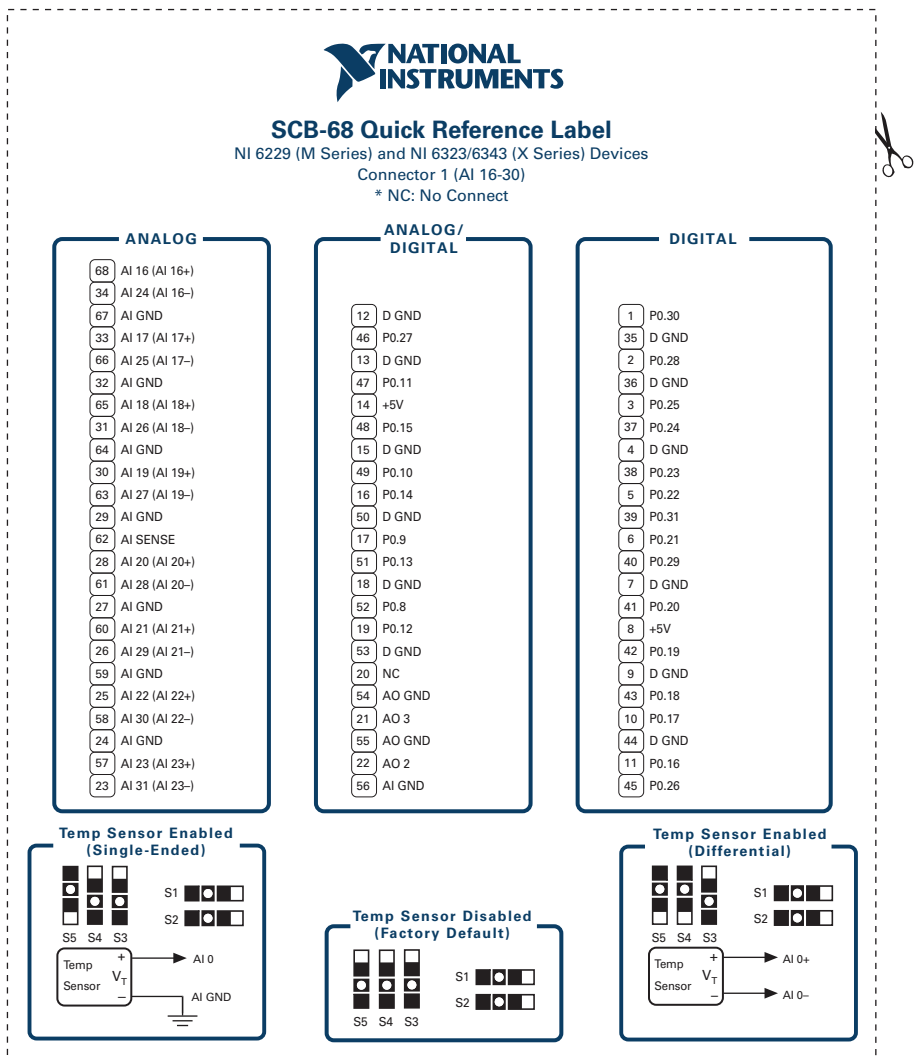 NATIONAL
INSTRUMENTS
SCB-68 Quick Reference Label
NI 6229 (M Series) and NI 6323/6343 (X Series) Devices
Connector 1 (AI 16-30)
* NC: No Connect
ANALOG
68 AI 16 (AI 16+)
34 AI 24 (AI 16–)
67 AI GND
33 AI 17 (AI 17+)
66 AI 25 (AI 17–)
32 AI GND
65 AI 18 (AI 18+)
31 AI 26 (AI 18–)
64 AI GND
30 AI 19 (AI 19+)
63 AI 27 (AI 19–)
29 AI GND
62 AI SENSE
28 AI 20 (AI 20+)
61 AI 28 (AI 20–)
27 AI GND
60 AI 21 (AI 21+)
26 AI 29 (AI 21–)
59 AI GND
25 AI 22 (AI 22+)
58 AI 30 (AI 22–)
24 AI GND
57 AI 23 (AI 23+)
23 AI 31 (AI 23–)
ANALOG/
DIGITAL
12 D GND
46 P0.27
13 D GND
47 P0.11
14 +5V
48 P0.15
15 D GND
49 P0.10
16 P0.14
50 D GND
17 P0.9
51 P0.13
18 D GND
52 P0.8
19 P0.12
53 D GND
20 NC
54 AO GND
21 AO 3
55 AO GND
22 AO 2
56 AI GND
DIGITAL
1 P0.30
35 D GND
2 P0.28
36 D GND
3 P0.25
37 P0.24
4 D GND
38 P0.23
5 P0.22
39 P0.31
6 P0.21
40 P0.29
7 D GND
41 P0.20
8 +5V
42 P0.19
9 D GND
43 P0.18
10 P0.17
44 D GND
11 P0.16
45 P0.26
Temp Sensor Enabled
(Single-Ended)
S1
S2
S5 S4 S3
Temp
Sensor
+
VT
–
AI 0
AI GND
Temp Sensor Disabled
(Factory Default)
S1
S2
S5 S4 S3
Temp Sensor Enabled
(Differential)
S1
S2
S5 S4 S3
Temp
Sensor
+
VT
–
AI 0+
AI 0–